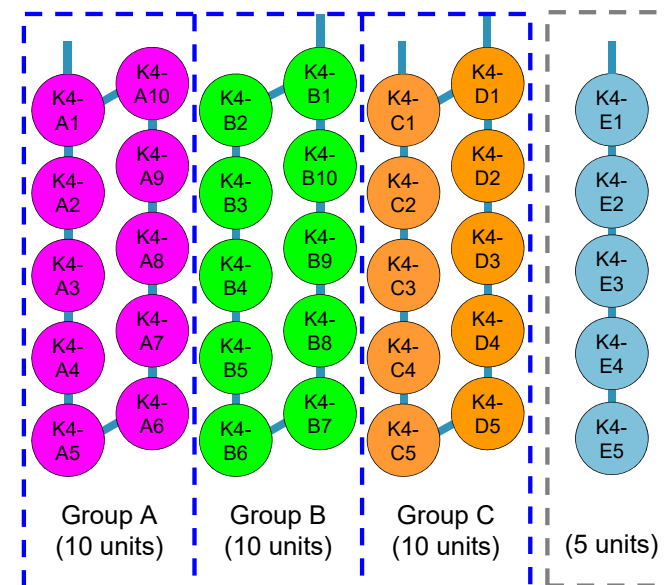 K4-
A1
K4-
A2
K4-
A3
K4-
A4
K4-
A5
K4-
A10
K4-
A9
K4-
A8
K4-
A7
K4-
A6
Group A
(10 units)
K4-
B2
K4-
B3
K4-
B4
K4-
B5
K4-
B6
K4-
B1
K4-
B10
K4-
B9
K4-
B8
K4-
B7
Group B
(10 units)
K4-
C1
K4-
C2
K4-
C3
K4-
C4
K4-
C5
K4-
D1
K4-
D2
K4-
D3
K4-
D4
K4-
D5
Group C
(10 units)
K4-
E1
K4-
E2
K4-
E3
K4-
E4
K4-
E5
(5 units)